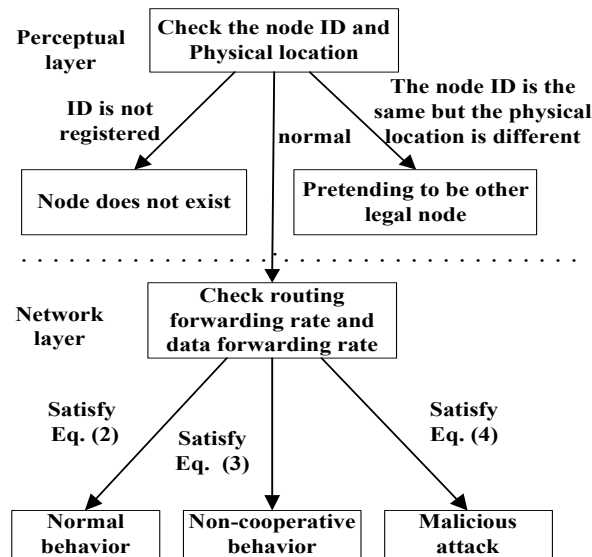 Perceptual
layer
Check the node ID and
Physical location
ID is not
registered
normal
The node ID is the
same but the physical
location is different
Node does not exist
Pretending to be other
legal node
Network
layer
Check routing
forwarding rate and
data forwarding rate
Satisfy
Eq. (2)
Satisfy
Eq. (3)
Satisfy
Eq. (4)
Normal
behavior
Non-cooperative
behavior
Malicious
attack